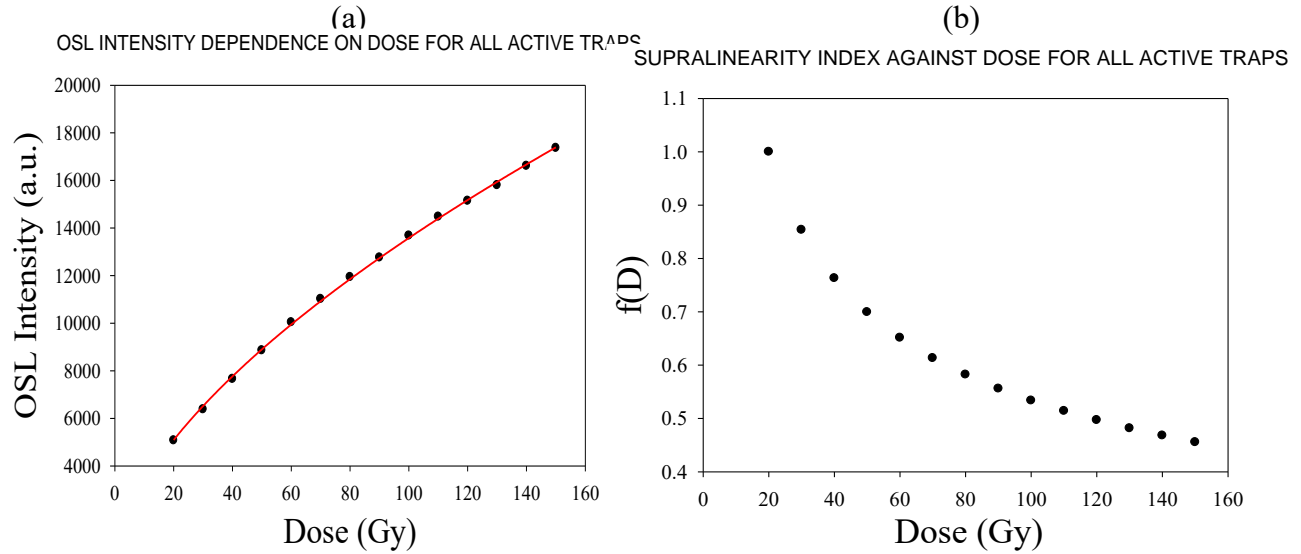 (a)
OSL INTENSITY DEPENDENCE ON DOSE FOR ALL ACTIVE TRAPS
20000
18000
16000
14000
12000
10000
8000
6000
4000
OSL Intensity (a.u.)
0 20 40 60 80 100 120 140 160
Dose (Gy)
(b)
SUPRALINEARITY INDEX AGAINST DOSE FOR ALL ACTIVE TRAPS
1.1
1.0
0.9
0.8
0.7
0.6
0.5
0.4
f(D)
0 20 40 60 80 100 120 140 160
Dose (Gy)